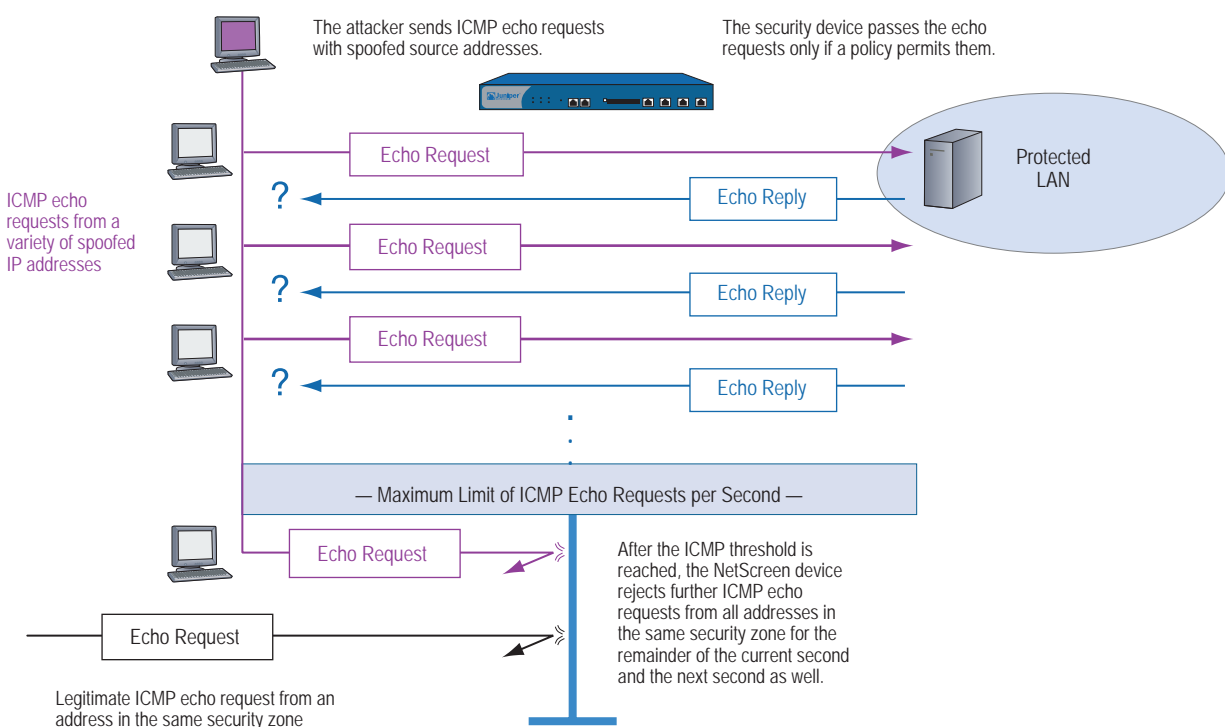 The attacker sends ICMP echo requests
with spoofed source addresses.
The security device passes the echo
requests only if a policy permits them.
Juniper
Echo Request
Protected
LAN
? Echo Reply
ICMP echo
requests from a
variety of spoofed
IP addresses
Echo Request
? Echo Reply
Echo Request
? Echo Reply
— Maximum Limit of ICMP Echo Requests per Second —
Echo Request
After the ICMP threshold is
reached, the NetScreen device
rejects further ICMP echo
requests from all addresses in
the same security zone for the
remainder of the current second
and the next second as well.
Echo Request
Legitimate ICMP echo request from an
address in the same security zone